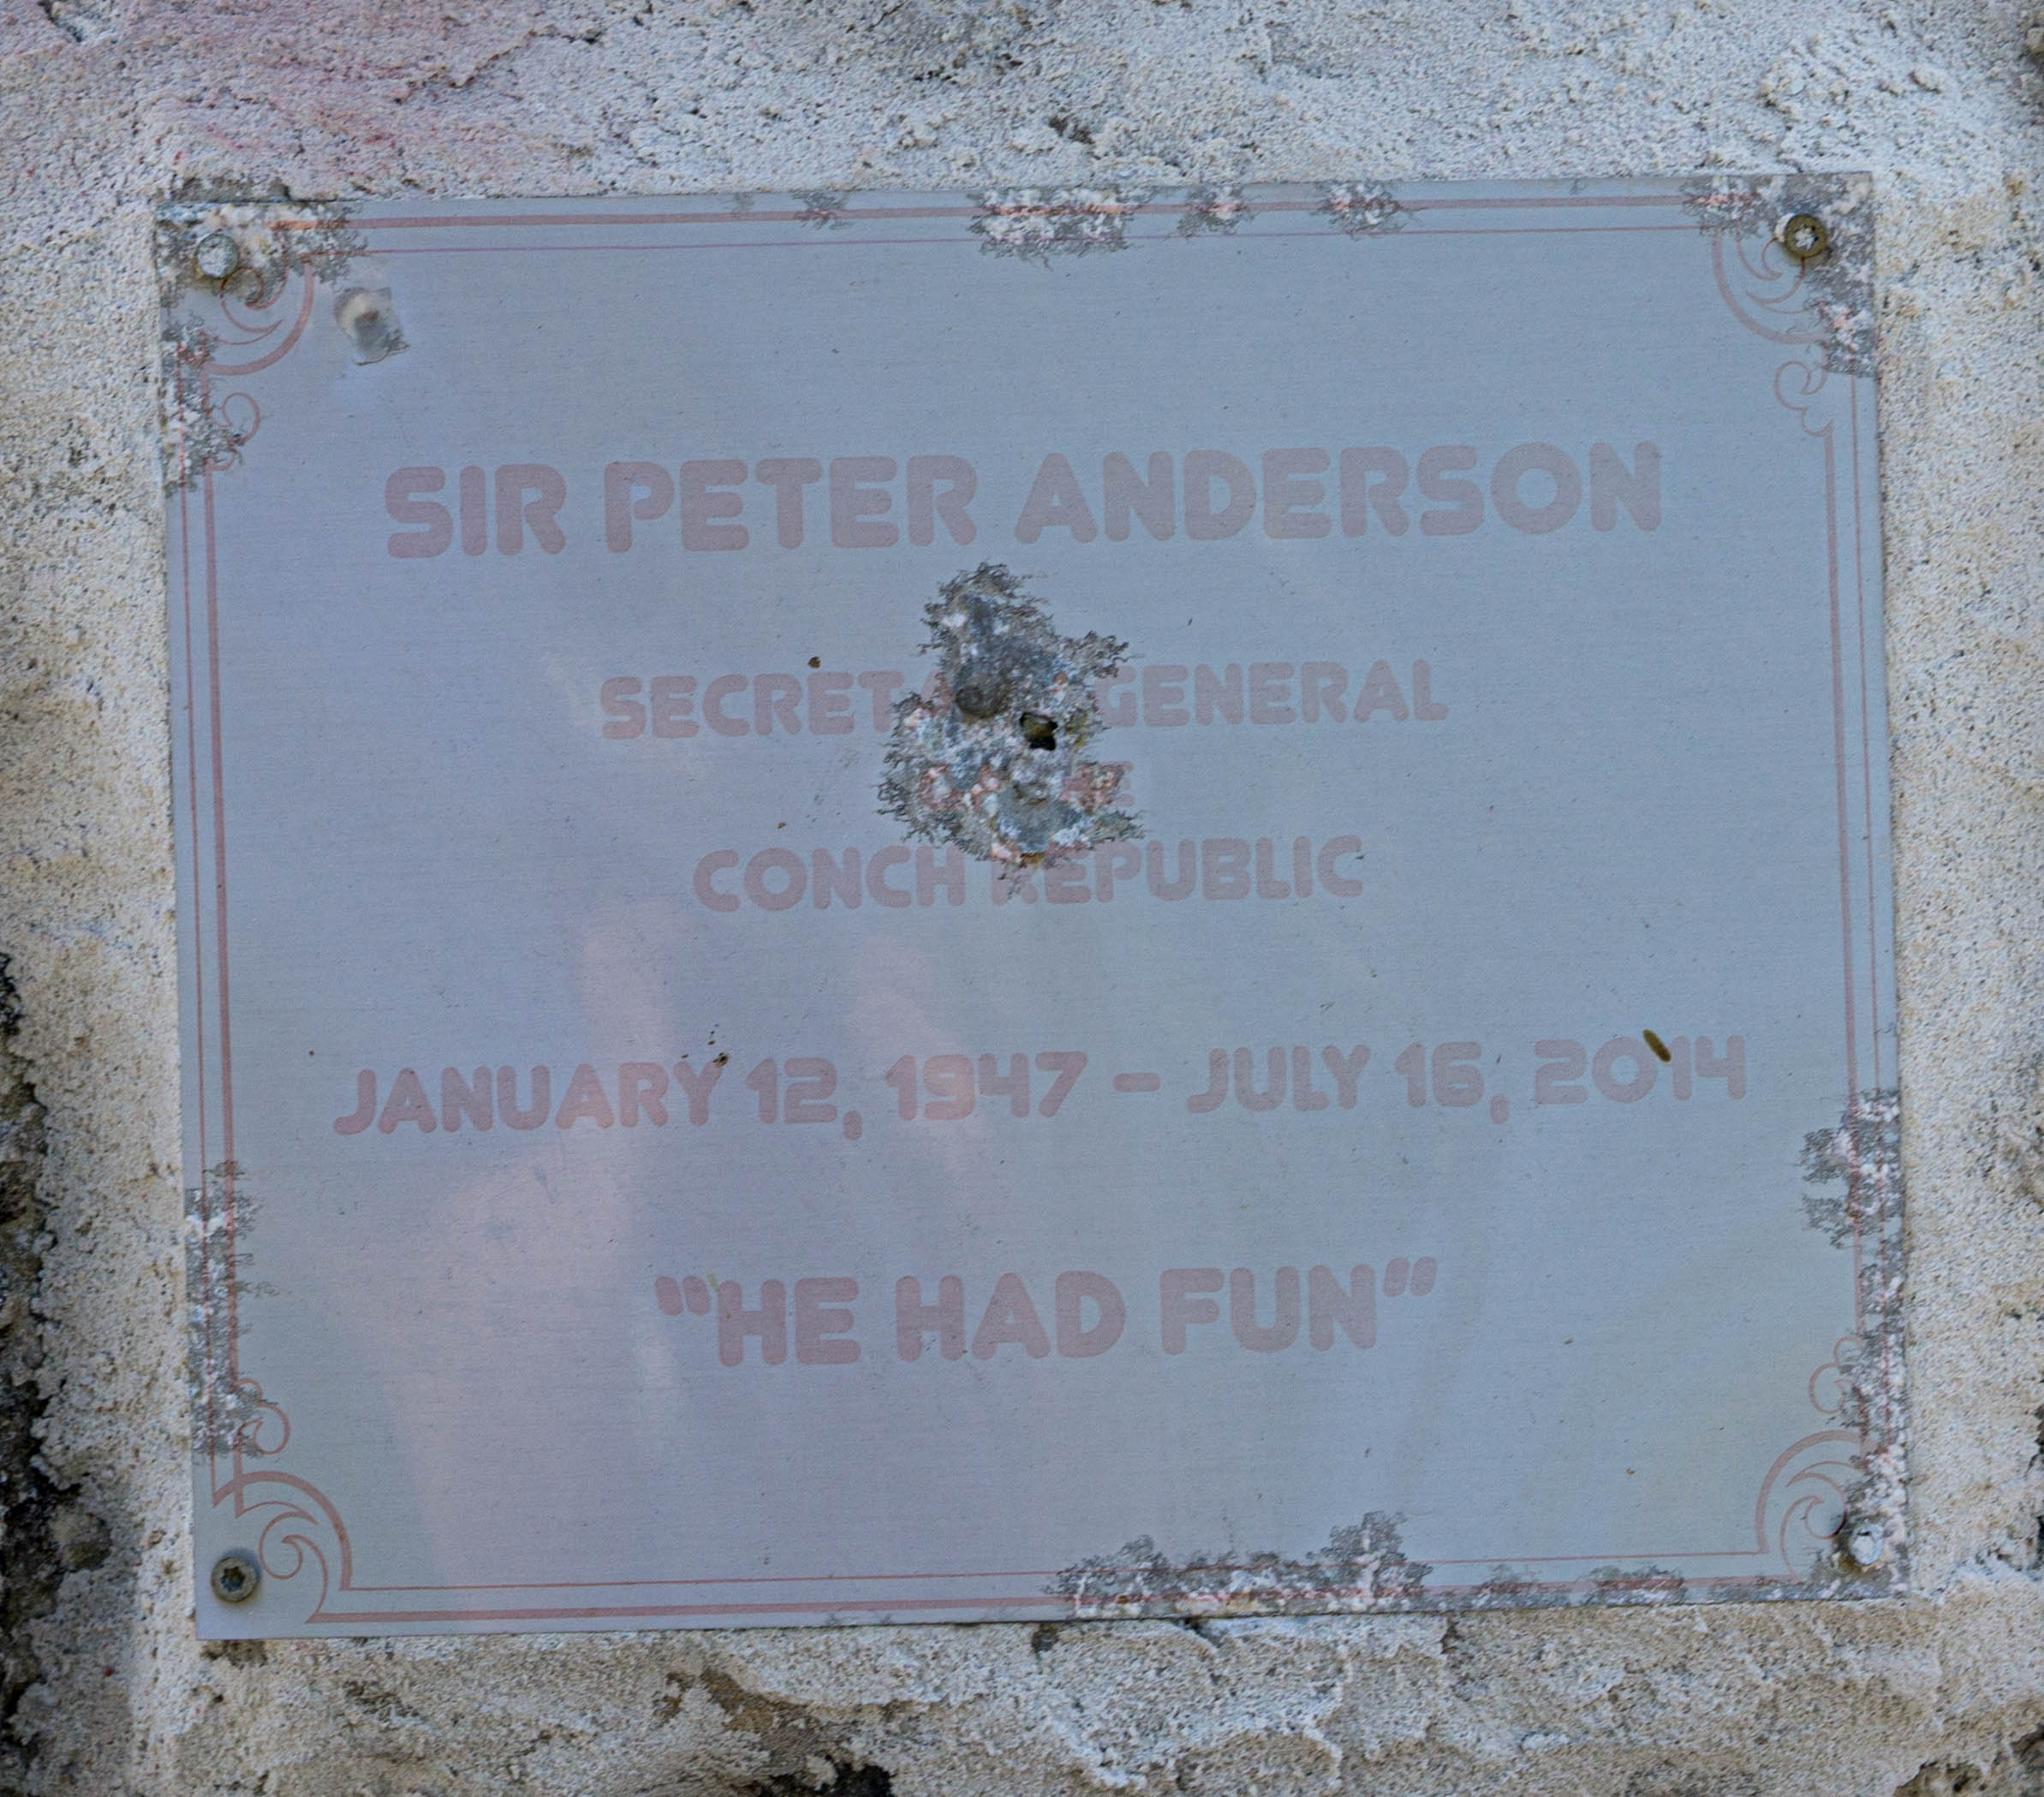 SIR PETER ANDERSON
GENERAL
CONCH REPUBLIC
JANUARY 12, 1947 - JULY 16, 2014
"HE HAD FUN"